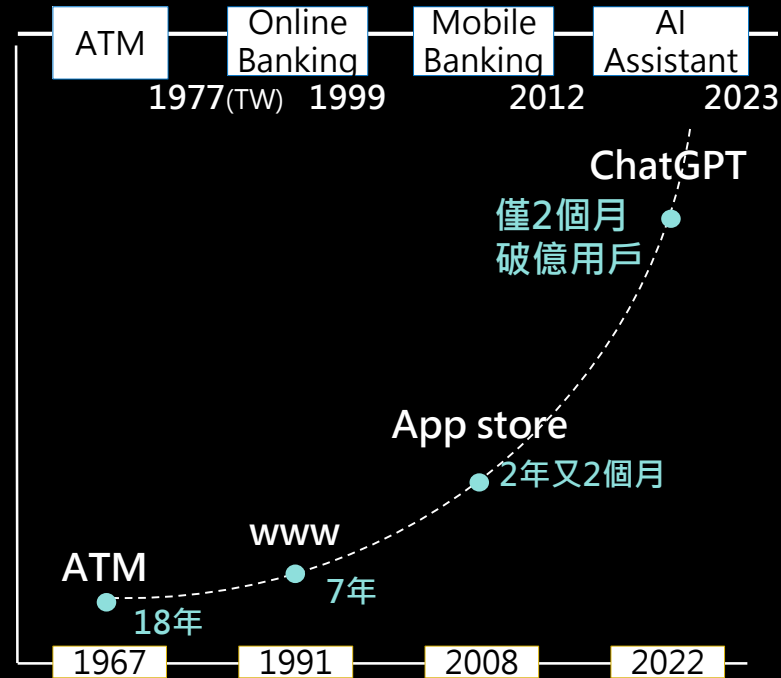 ATM
Online
Banking
Mobile
Banking
AI
Assistant
1977(TW)
1999
2012
2023
ChatGPT
僅2個月
破億用戶
App store
2年又2個月
www
7年
ATM
18年
1967
1991
2008
2022